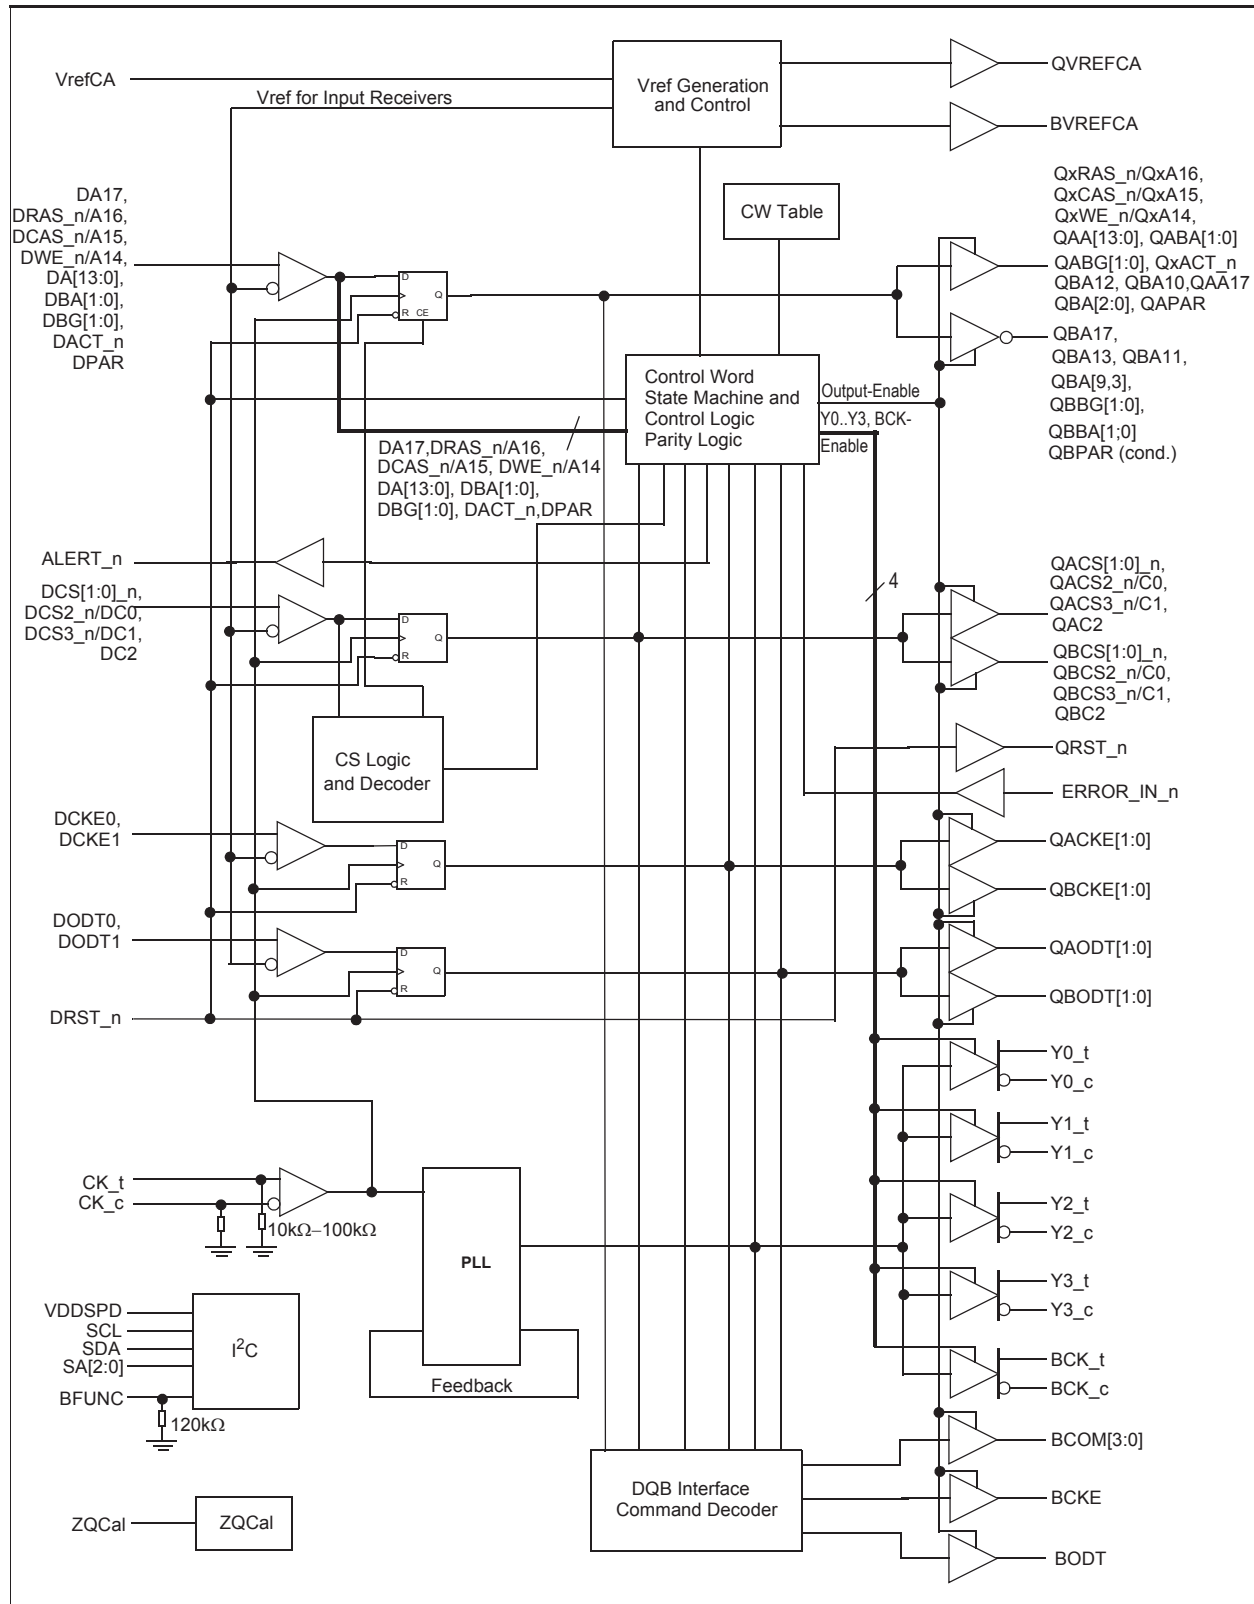 VrefCA
Vref for Input Receivers
Vref Generation
and Control
QVREFCA
BVREFCA
DA17,
DRAS_n/A16,
DCAS_n/A15,
DWE_n/A14,
DA[13:0],
DBA[1:0],
DBG[1:0],
DACT_n
DPAR
CW Table
D
Q
R
CE
QxRAS_n/QxA16,
QxCAS_n/QxA15,
QxWE_n/QxA14,
QAA[13:0], QABA[1:0]
QABG[1:0], QxACT_n
QBA12, QBA10,QAA17
QBA[2:0], QAPAR
QBA17,
QBA13, QBA11,
QBA[9,3],
QBBG[1:0],
QBBA[1;0]
QBPAR (cond.)
Control Word
State Machine and
Control Logic
Parity Logic
Output-Enable
Y0..Y3, BCK-
Enable
DA17,DRAS_n/A16,
DCAS_n/A15, DWE_n/A14
DA[13:0], DBA[1:0],
DBG[1:0], DACT_n,DPAR
ALERT_n
DCS[1:0]_n,
DCS2_n/DC0,
DCS3_n/DC1,
DC2
D
Q
R
4
QACS[1:0]_n,
QACS2_n/C0,
QACS3_n/C1,
QAC2
QBCS[1:0]_n,
QBCS2_n/C0,
QBCS3_n/C1,
QBC2
CS Logic
and Decoder
QRST_n
ERROR_IN_n
DCKE0,
DCKE1
D
Q
R
QACKE[1:0]
QBCKE[1:0]
DODT0,
DODT1
D
Q
R
QAODT[1:0]
QBODT[1:0]
DRST_n
Y0_t
Y0_c
Y1_t
Y1_c
CK_t
CK_c
10kΩ–100kΩ
PLL
Feedback
Y2_t
Y2_c
Y3_t
Y3_c
VDDSPD
SCL
SDA
SA[2:0]
BFUNC
I²C
120kΩ
BCK_t
BCK_c
BCOM[3:0]
DQB Interface
Command Decoder
BCKE
ZQCal
ZQCal
BODT